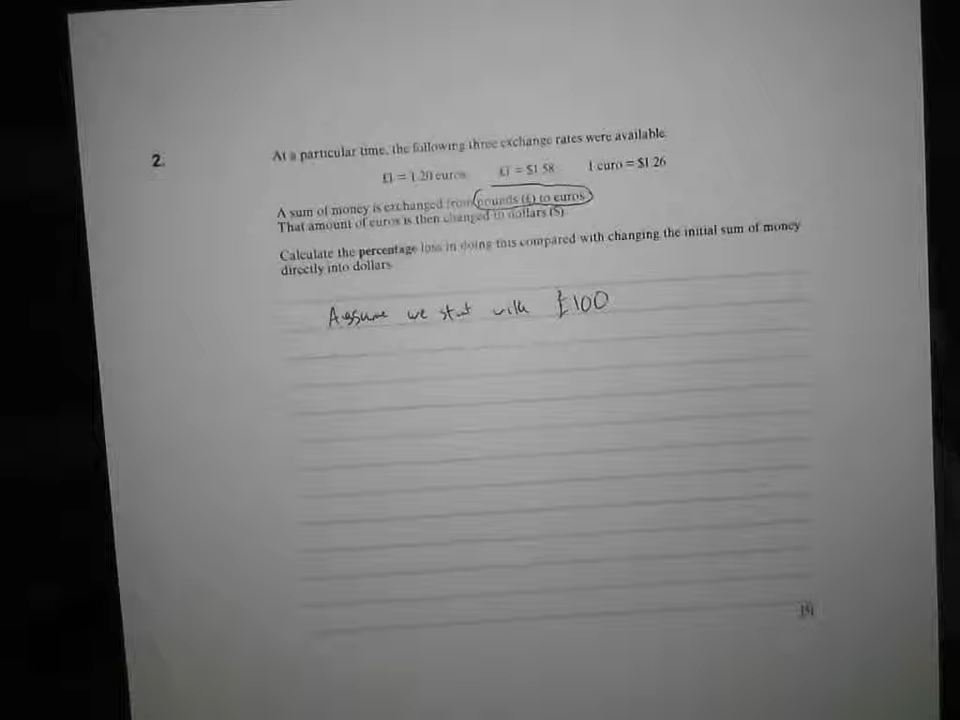 2.
At a particular time, the following three exchange rates were available.
£1 = 1.20 euros £1 = $1.58 1 euro = $1.26
A sum of money is exchanged from pounds (£) to euros.
That amount of euros is then changed to dollars ($).
Calculate the percentage loss in doing this compared with changing the initial sum of money
directly into dollars.
Assume we start with £100